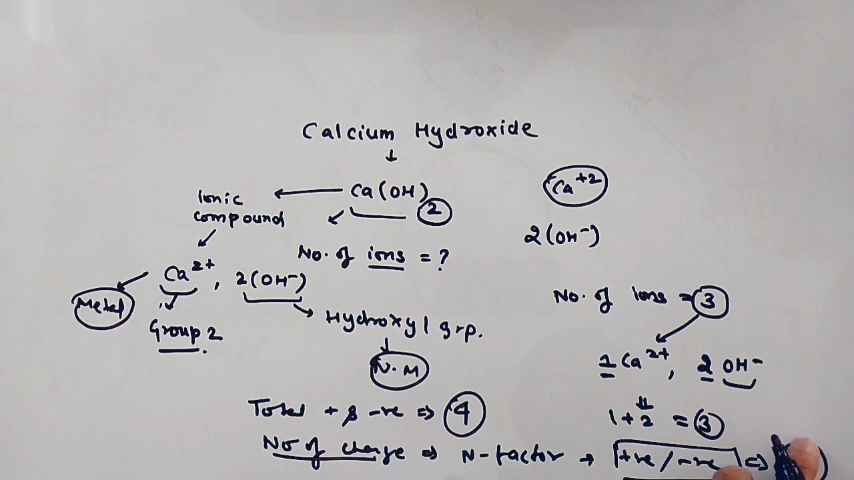 Calcium Hydroxide
Ca(OH)2
Ionic
compound
No. of ions = ?
Ca2+, 2(OH-)
Metal
Group 2
Hydroxyl grp.
N.M
Total + & -ve ⇒ 4
No of charge ⇒ N-factor → +ve/-ve ⇒
Ca+2
2(OH-)
No. of ions = 3
1 Ca2+, 2 OH-
1+2 = 3